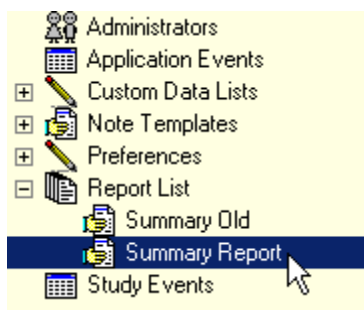 Administrators
Application Events
Custom Data Lists
Note Templates
Preferences
Report List
Summary Old
Summary Report
Study Events